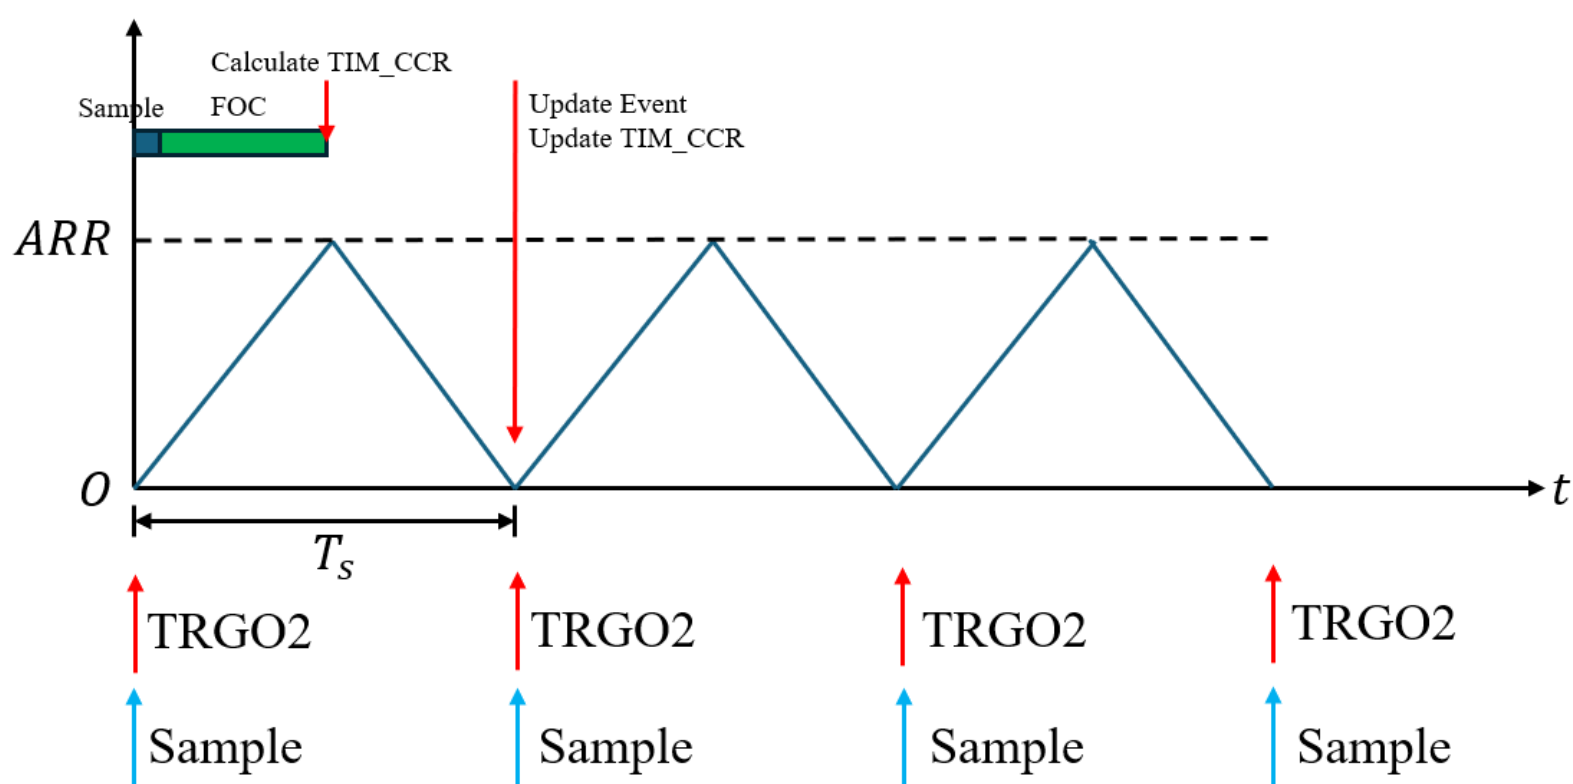 Calculate TIM_CCR
Sample FOC
Update Event
Update TIM_CCR
ARR
O
t
Ts
TRGO2 TRGO2 TRGO2 TRGO2
Sample Sample Sample Sample